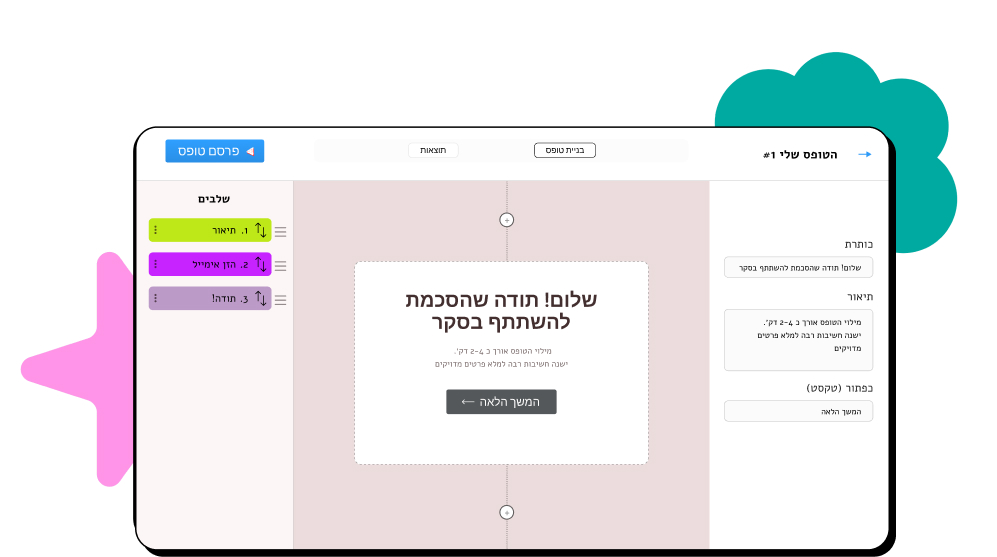 הטופס שלי #1
בניית טופס
תוצאות
פרסם טופס
כותרת
שלום! תודה שהסכמת להשתתף בסקר
תיאור
מילוי הטופס אורך כ 2-4 דק'.
ישנה חשיבות רבה למלא פרטים
מדויקים
כפתור (טקסט)
המשך הלאה
שלום! תודה שהסכמת
להשתתף בסקר
מילוי הטופס אורך כ 2-4 דק'.
ישנה חשיבות רבה למלא פרטים מדויקים
המשך הלאה
שלבים
1. תיאור
2. הזן אימייל
3. תודה!